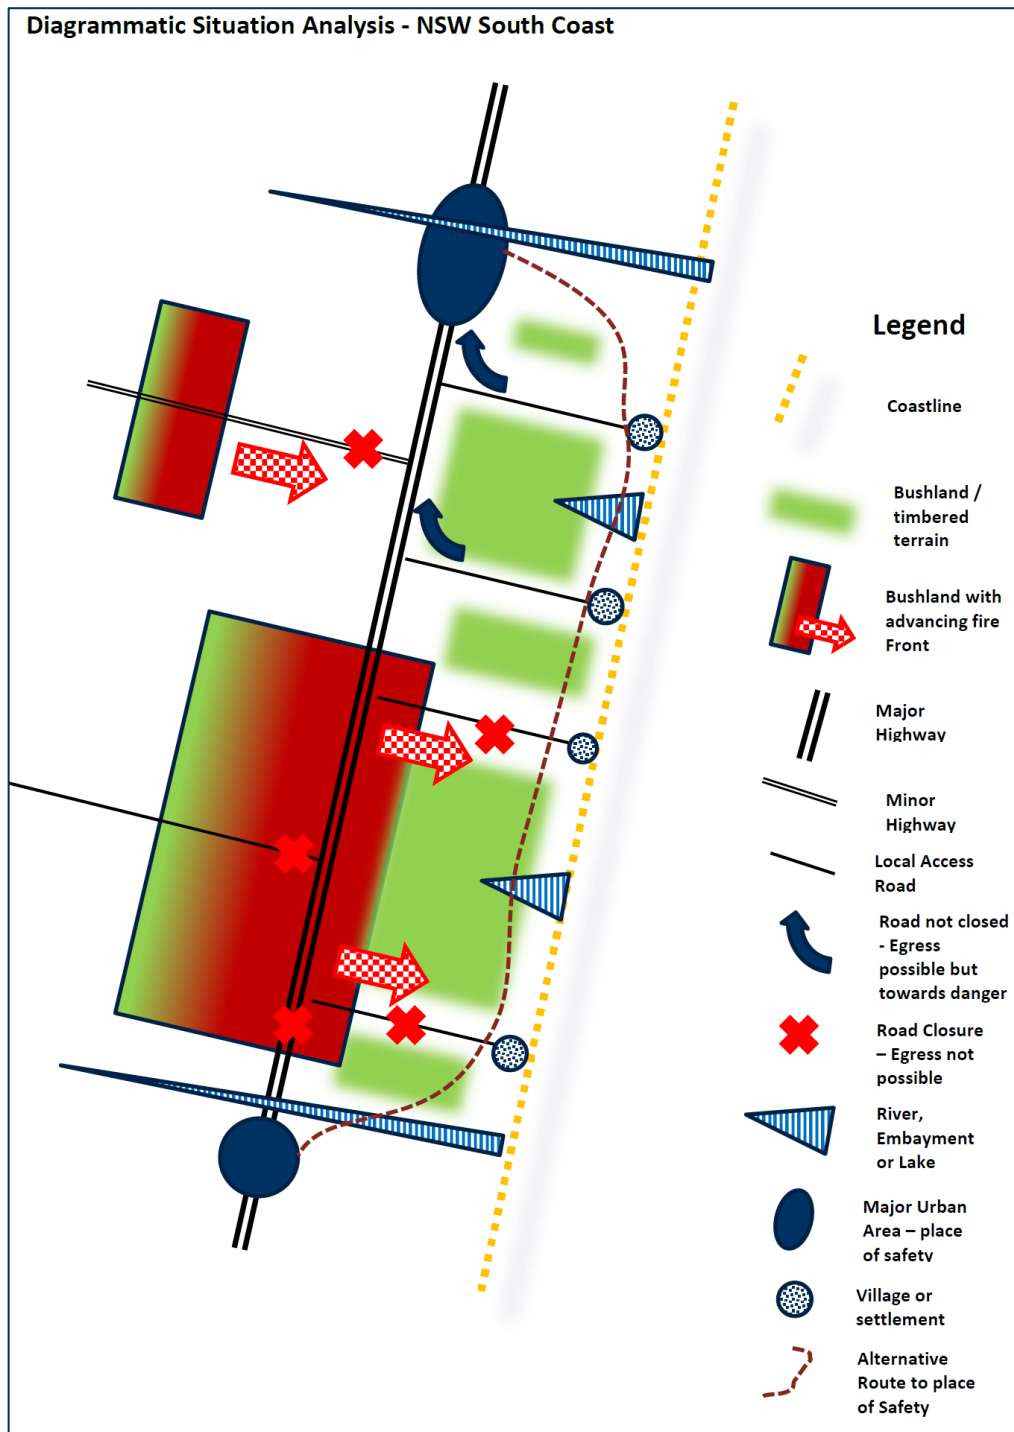 Diagrammatic Situation Analysis - NSW South Coast
Legend
Coastline
Bushland /
timbered
terrain
Bushland with
advancing fire
Front
Major
Highway
Minor
Highway
Local Access
Road
Road not closed
- Egress
possible but
towards danger
Road Closure
– Egress not
possible
River,
Embayment
or Lake
Major Urban
Area – place
of safety
Village or
settlement
Alternative
Route to place
of Safety